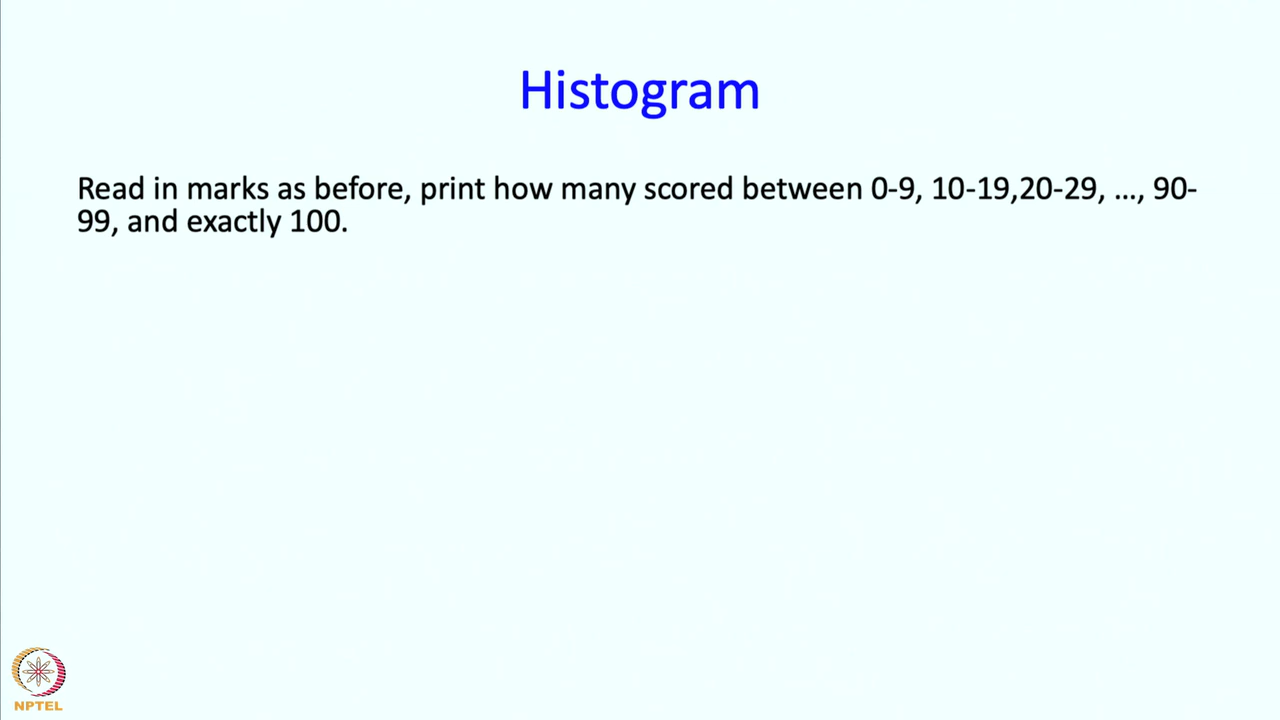 Histogram
Read in marks as before, print how many scored between 0-9, 10-19,20-29, ..., 90-
99, and exactly 100.
NPTEL